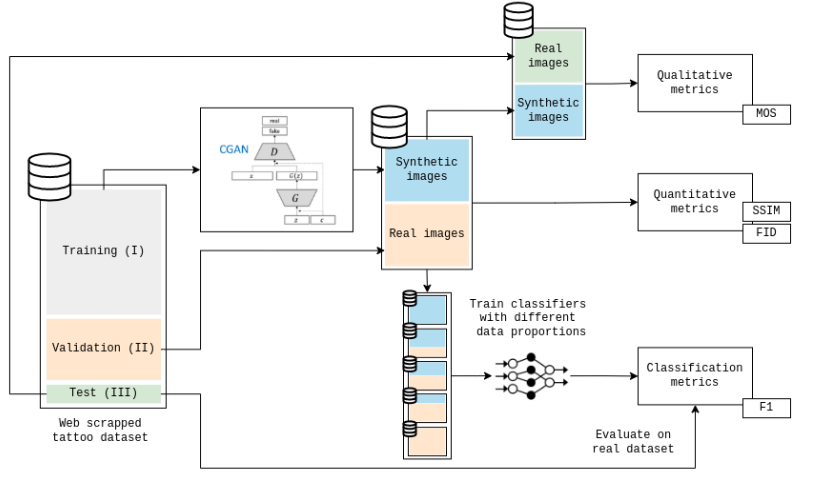 Real
images
Synthetic
images
Qualitative
metrics
MOS
real
fake
CGAN
D
x
G(z)
G
z
c
Synthetic
images
Real images
Quantitative
metrics
SSIM
FID
Training (I)
Validation (II)
Test (III)
Web scrapped
tattoo dataset
Train classifiers
with different
data proportions
Classification
metrics
F1
Evaluate on
real dataset